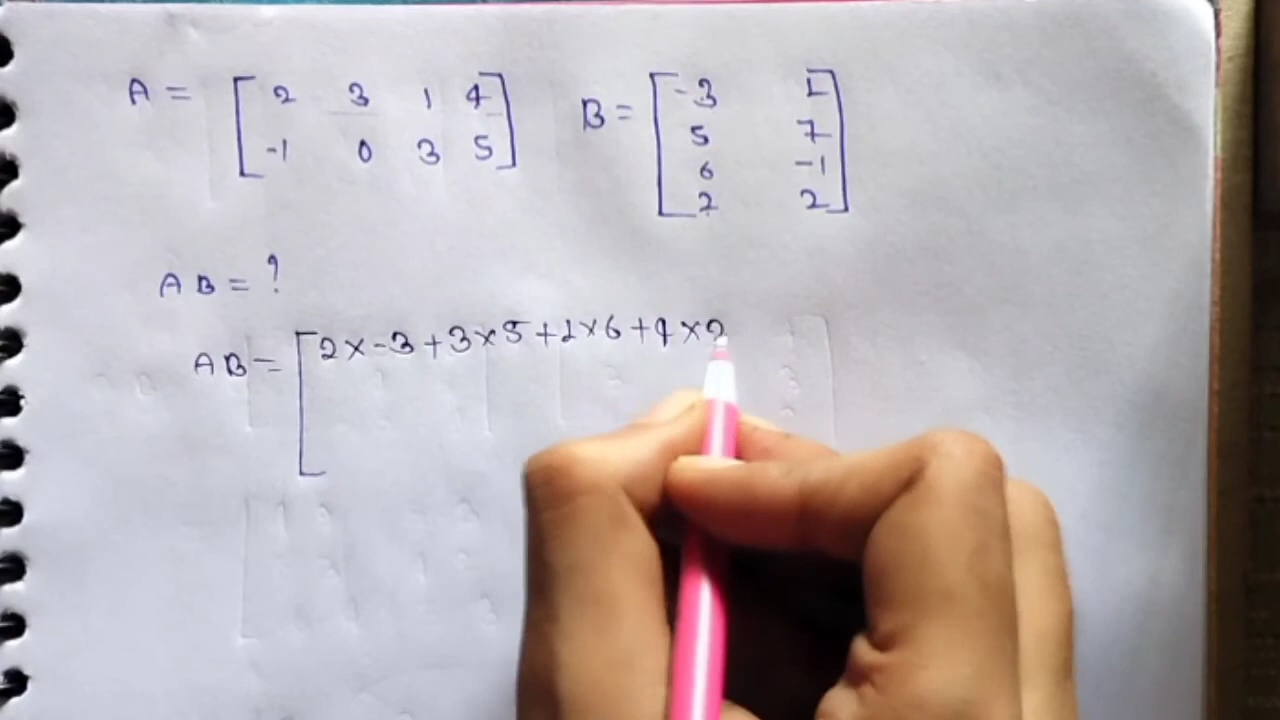 A = [ 2 3 1 4 B = [ -3 1
-1 0 3 5 ] 5 7
6 -1
2 2 ]
AB = ?
AB = [ 2 × -3 + 3 × 5 + 1 × 6 + 4 × 2